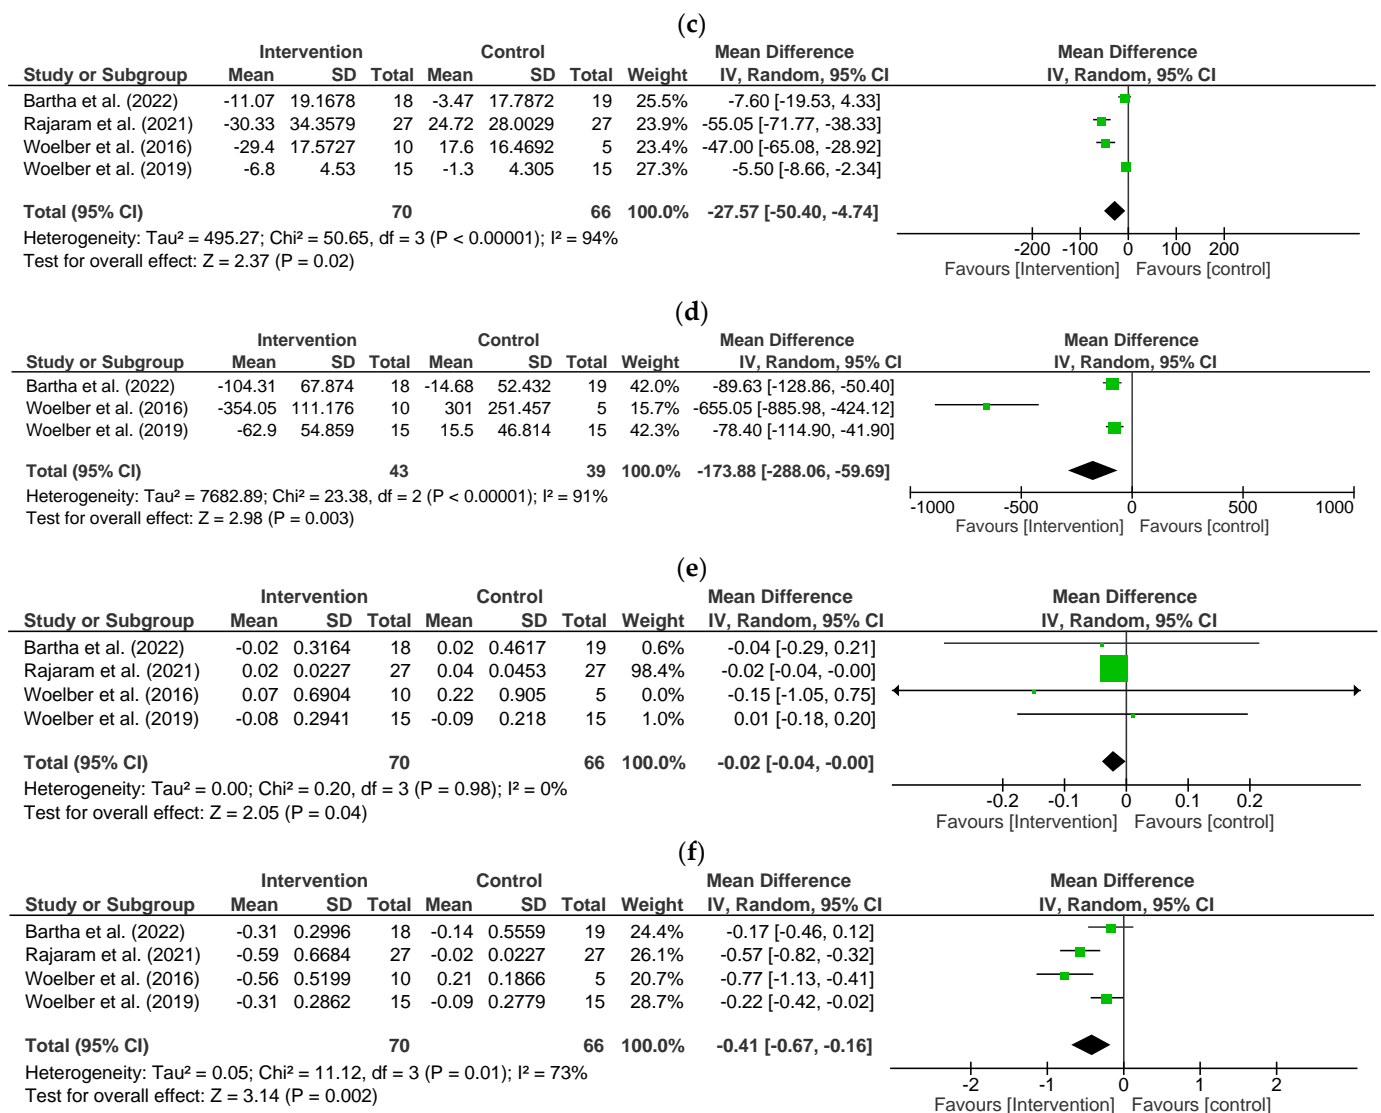 (c)
Intervention Control Mean Difference Mean Difference
Study or Subgroup Mean SD Total Mean SD Total Weight IV, Random, 95% CI IV, Random, 95% CI
Bartha et al. (2022) -11.07 19.1678 18 -3.47 17.7872 19 25.5% -7.60 [-19.53, 4.33]
Rajaram et al. (2021) -30.33 34.3579 27 24.72 28.0029 27 23.9% -55.05 [-71.77, -38.33]
Woelber et al. (2016) -29.4 17.5727 10 17.6 16.4692 5 23.4% -47.00 [-65.08, -28.92]
Woelber et al. (2019) -6.8 4.53 15 -1.3 4.305 15 27.3% -5.50 [-8.66, -2.34]
Total (95% CI) 70 66 100.0% -27.57 [-50.40, -4.74]
Heterogeneity: Tau² = 495.27; Chi² = 50.65, df = 3 (P < 0.00001); I² = 94%
Test for overall effect: Z = 2.37 (P = 0.02)
-200 -100 0 100 200
Favours [Intervention] Favours [control]
(d)
Intervention Control Mean Difference Mean Difference
Study or Subgroup Mean SD Total Mean SD Total Weight IV, Random, 95% CI IV, Random, 95% CI
Bartha et al. (2022) -104.31 67.874 18 -14.68 52.432 19 42.0% -89.63 [-128.86, -50.40]
Woelber et al. (2016) -354.05 111.176 10 301 251.457 5 15.7% -655.05 [-885.98, -424.12]
Woelber et al. (2019) -62.9 54.859 15 15.5 46.814 15 42.3% -78.40 [-114.90, -41.90]
Total (95% CI) 43 39 100.0% -173.88 [-288.06, -59.69]
Heterogeneity: Tau² = 7682.89; Chi² = 23.38, df = 2 (P < 0.00001); I² = 91%
Test for overall effect: Z = 2.98 (P = 0.003)
-1000 -500 0 500 1000
Favours [Intervention] Favours [control]
(e)
Intervention Control Mean Difference Mean Difference
Study or Subgroup Mean SD Total Mean SD Total Weight IV, Random, 95% CI IV, Random, 95% CI
Bartha et al. (2022) -0.02 0.3164 18 0.02 0.4617 19 0.6% -0.04 [-0.29, 0.21]
Rajaram et al. (2021) 0.02 0.0227 27 0.04 0.0453 27 98.4% -0.02 [-0.04, -0.00]
Woelber et al. (2016) 0.07 0.6904 10 0.22 0.905 5 0.0% -0.15 [-1.05, 0.75]
Woelber et al. (2019) -0.08 0.2941 15 -0.09 0.218 15 1.0% 0.01 [-0.18, 0.20]
Total (95% CI) 70 66 100.0% -0.02 [-0.04, -0.00]
Heterogeneity: Tau² = 0.00; Chi² = 0.20, df = 3 (P = 0.98); I² = 0%
Test for overall effect: Z = 2.05 (P = 0.04)
-0.2 -0.1 0 0.1 0.2
Favours [Intervention] Favours [control]
(f)
Intervention Control Mean Difference Mean Difference
Study or Subgroup Mean SD Total Mean SD Total Weight IV, Random, 95% CI IV, Random, 95% CI
Bartha et al. (2022) -0.31 0.2996 18 -0.14 0.5559 19 24.4% -0.17 [-0.46, 0.12]
Rajaram et al. (2021) -0.59 0.6684 27 -0.02 0.0227 27 26.1% -0.57 [-0.82, -0.32]
Woelber et al. (2016) -0.56 0.5199 10 0.21 0.1866 5 20.7% -0.77 [-1.13, -0.41]
Woelber et al. (2019) -0.31 0.2862 15 -0.09 0.2779 15 28.7% -0.22 [-0.42, -0.02]
Total (95% CI) 70 66 100.0% -0.41 [-0.67, -0.16]
Heterogeneity: Tau² = 0.05; Chi² = 11.12, df = 3 (P = 0.01); I² = 73%
Test for overall effect: Z = 3.14 (P = 0.002)
-2 -1 0 1 2
Favours [Intervention] Favours [control]